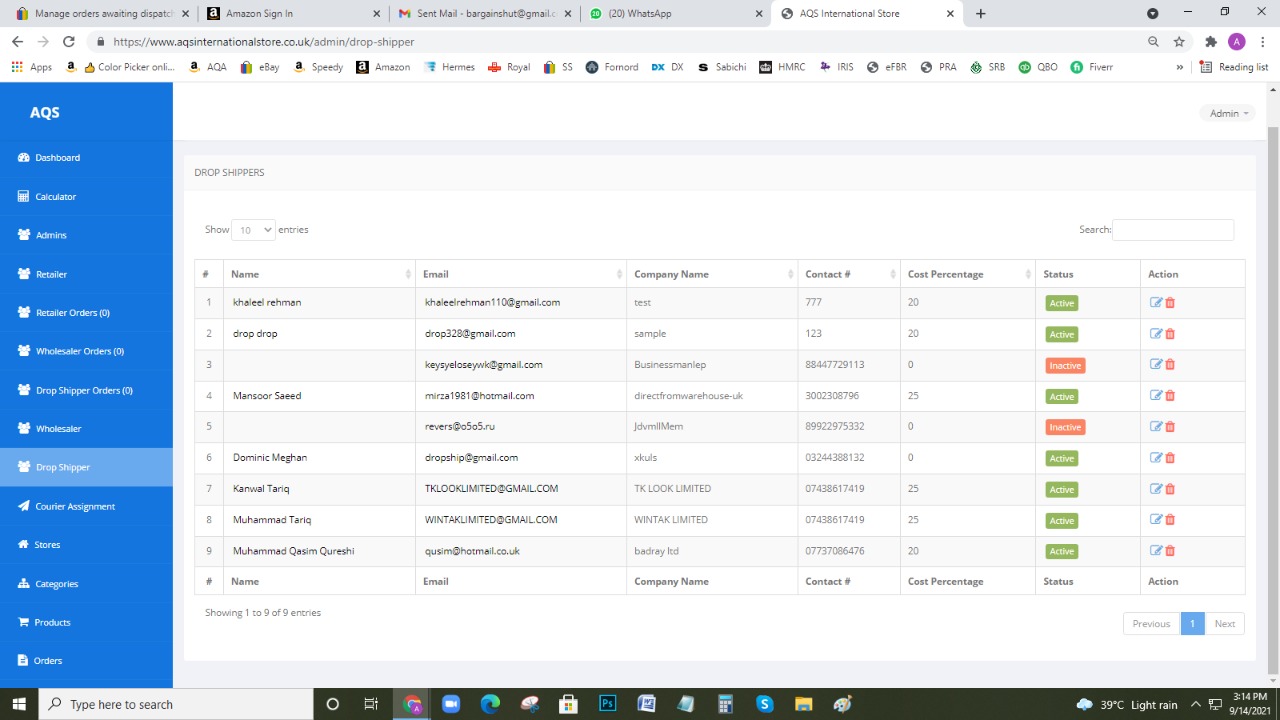 Manage orders awaiting dispatch
Amazon Sign In
Sent Mail - bargainshut@gmail.c
(20) WhatsApp
AQS International Store
https://www.aqsinternationalstore.co.uk/admin/drop-shipper
Apps Color Picker onli... AQA eBay Speedy Amazon Hermes Royal SS Fornord DX DX Sabichi HMRC IRIS eFBR PRA SRB QBO Fiverr » Reading list
AQS
Admin
Dashboard
Calculator
Admins
Retailer
Retailer Orders (0)
Wholesaler Orders (0)
Drop Shipper Orders (0)
Wholesaler
Drop Shipper
Courier Assignment
Stores
Categories
Products
Orders
DROP SHIPPERS
Show 10 entries
Search:
# Name Email Company Name Contact # Cost Percentage Status Action
1 khaleel rehman khaleelrehman110@gmail.com test 777 20 Active
2 drop drop drop328@gmail.com sample 123 20 Active
3 keysyeloseywk@gmail.com Businessmanlep 88447729113 0 Inactive
4 Mansoor Saeed mirza1981@hotmail.com directfromwarehouse-uk 3002308796 25 Active
5 revers@o5o5.ru JdvmllMem 89922975332 0 Inactive
6 Dominic Meghan dropship@gmail.com xkuls 03244388132 0 Active
7 Kanwal Tariq TKLOOKLIMITED@GMAIL.COM TK LOOK LIMITED 07438617419 25 Active
8 Muhammad Tariq WINTAKLIMITED@GMAIL.COM WINTAK LIMITED 07438617419 25 Active
9 Muhammad Qasim Qureshi qusim@hotmail.co.uk badray ltd 07737086476 20 Active
# Name Email Company Name Contact # Cost Percentage Status Action
Showing 1 to 9 of 9 entries
Previous 1 Next
Type here to search
39°C Light rain
3:14 PM
9/14/2021